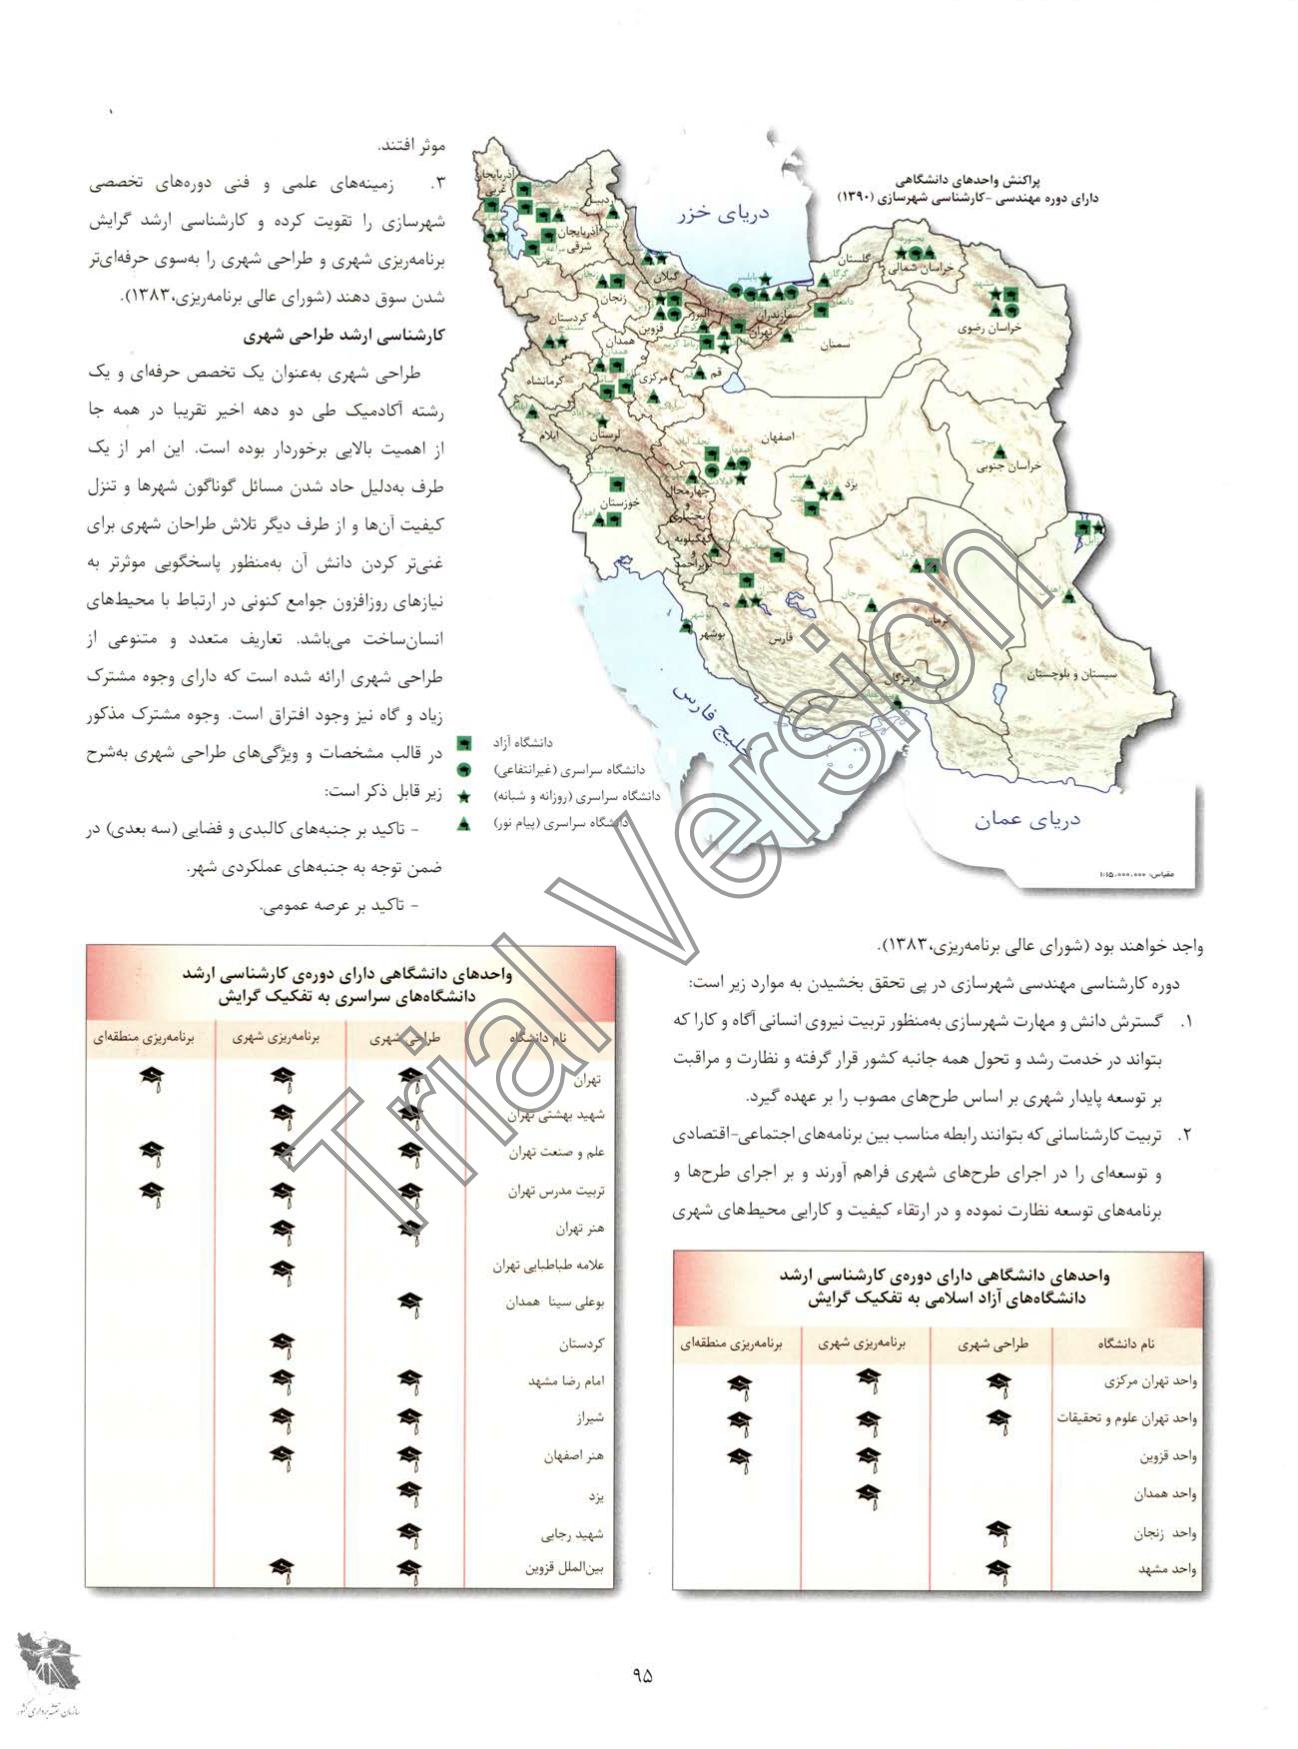 پراکنش واحدهای دانشگاهی
دارای دوره مهندسی -کارشناسی شهرسازی (۱۳۹۰)
دریای خزر
آذربایجان غربی
اردبیل
آذربایجان شرقی
گیلان
زنجان
کردستان
قزوین
البرز
همدان
تهران
مازندران
گلستان
خراسان شمالی
خراسان رضوی
سمنان
قم
مرکزی
کرمانشاه
لرستان
ایلام
اصفهان
خراسان جنوبی
یزد
خوزستان
چهارمحال
و
بختیاری
کهگیلویه
و
بویراحمد
فارس
بوشهر
کرمان
هرمزگان
سیستان و بلوچستان
خلیج فارس
دریای عمان
مقیاس: ۱:۱۵,۰۰۰,۰۰۰
دانشگاه آزاد
دانشگاه سراسری (غیرانتفاعی)
دانشگاه سراسری (روزانه و شبانه)
دانشگاه سراسری (پیام نور)
واجد خواهند بود (شورای عالی برنامه‌ریزی،۱۳۸۳).
دوره کارشناسی مهندسی شهرسازی در پی تحقق بخشیدن به موارد زیر است:
۱. گسترش دانش و مهارت شهرسازی به‌منظور تربیت نیروی انسانی آگاه و کارا که
بتواند در خدمت رشد و تحول همه جانبه کشور قرار گرفته و نظارت و مراقبت
بر توسعه پایدار شهری بر اساس طرح‌های مصوب را بر عهده گیرد.
۲. تربیت کارشناسانی که بتوانند رابطه مناسب بین برنامه‌های اجتماعی-اقتصادی
و توسعه‌ای را در اجرای طرح‌های شهری فراهم آورند و بر اجرای طرح‌ها و
برنامه‌های توسعه نظارت نموده و در ارتقاء کیفیت و کارایی محیط‌های شهری
واحدهای دانشگاهی دارای دوره‌ی کارشناسی ارشد
دانشگاه‌های آزاد اسلامی به تفکیک گرایش
نام دانشگاه طراحی شهری برنامه‌ریزی شهری برنامه‌ریزی منطقه‌ای
واحد تهران مرکزی
واحد تهران علوم و تحقیقات
واحد قزوین
واحد همدان
واحد زنجان
واحد مشهد
موثر افتند.
۳. زمینه‌های علمی و فنی دوره‌های تخصصی
شهرسازی را تقویت کرده و کارشناسی ارشد گرایش
برنامه‌ریزی شهری و طراحی شهری را به‌سوی حرفه‌ای‌تر
شدن سوق دهند (شورای عالی برنامه‌ریزی،۱۳۸۳).
کارشناسی ارشد طراحی شهری
طراحی شهری به‌عنوان یک تخصص حرفه‌ای و یک
رشته آکادمیک طی دو دهه اخیر تقریبا در همه جا
از اهمیت بالایی برخوردار بوده است. این امر از یک
طرف به‌دلیل حاد شدن مسائل گوناگون شهرها و تنزل
کیفیت آن‌ها و از طرف دیگر تلاش طراحان شهری برای
غنی‌تر کردن دانش آن به‌منظور پاسخگویی موثرتر به
نیازهای روزافزون جوامع کنونی در ارتباط با محیط‌های
انسان‌ساخت می‌باشد. تعاریف متعدد و متنوعی از
طراحی شهری ارائه شده است که دارای وجوه مشترک
زیاد و گاه نیز وجود افتراق است. وجوه مشترک مذکور
در قالب مشخصات و ویژگی‌های طراحی شهری به‌شرح
زیر قابل ذکر است:
- تاکید بر جنبه‌های کالبدی و فضایی (سه بعدی) در
ضمن توجه به جنبه‌های عملکردی شهر.
- تاکید بر عرصه عمومی.
واحدهای دانشگاهی دارای دوره‌ی کارشناسی ارشد
دانشگاه‌های سراسری به تفکیک گرایش
نام دانشگاه طراحی شهری برنامه‌ریزی شهری برنامه‌ریزی منطقه‌ای
تهران
شهید بهشتی تهران
علم و صنعت تهران
تربیت مدرس تهران
هنر تهران
علامه طباطبایی تهران
بوعلی سینا همدان
کردستان
امام رضا مشهد
شیراز
هنر اصفهان
یزد
شهید رجایی
بین‌الملل قزوین
Trial Version
سازمان نقشه‌برداری کشور
۹۵